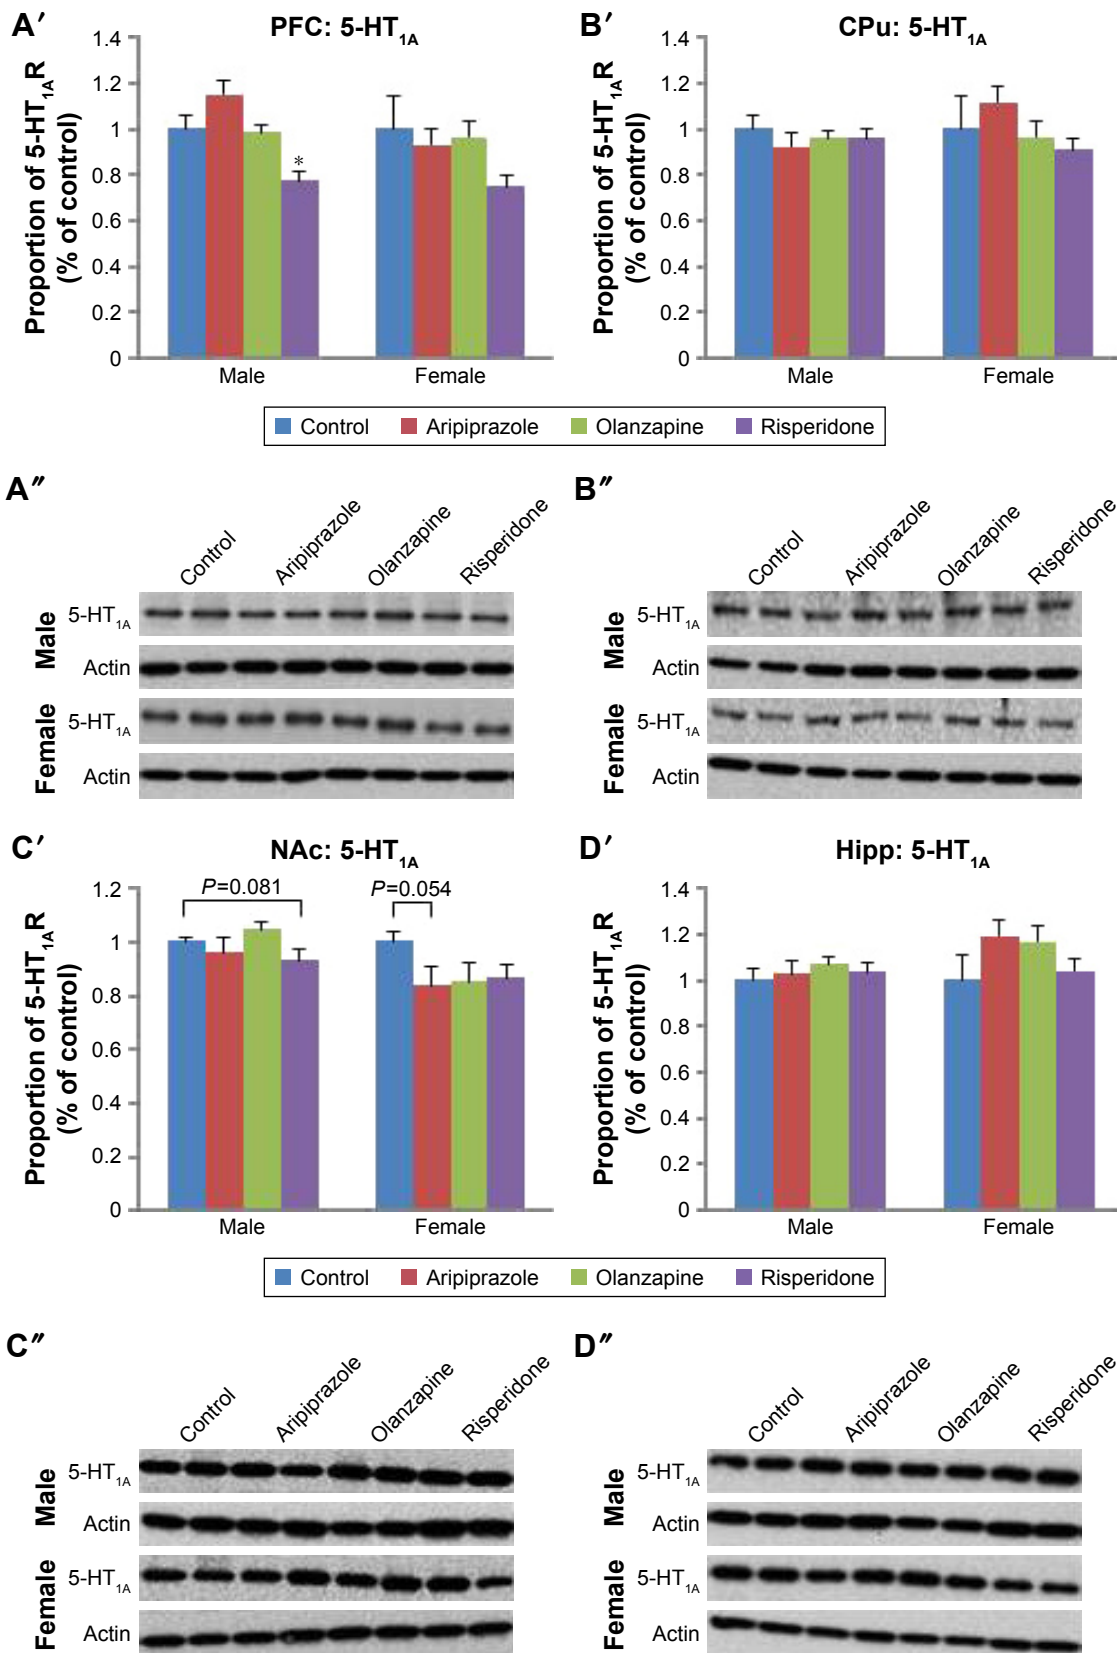 A′
PFC: 5-HT1A
Proportion of 5-HT1AR
(% of control)
1.4
1.2
1
0.8
0.6
0.4
0.2
0
*
Male
Female
B′
CPu: 5-HT1A
Proportion of 5-HT1AR
(% of control)
1.4
1.2
1
0.8
0.6
0.4
0.2
0
Male
Female
Control Aripiprazole Olanzapine Risperidone
A″
Control Aripiprazole Olanzapine Risperidone
Male
5-HT1A
Actin
Female
5-HT1A
Actin
B″
Control Aripiprazole Olanzapine Risperidone
Male
5-HT1A
Actin
Female
5-HT1A
Actin
C′
NAc: 5-HT1A
Proportion of 5-HT1AR
(% of control)
1.2
1
0.8
0.6
0.4
0.2
0
P=0.081
P=0.054
Male
Female
D′
Hipp: 5-HT1A
Proportion of 5-HT1AR
(% of control)
1.4
1.2
1
0.8
0.6
0.4
0.2
0
Male
Female
Control Aripiprazole Olanzapine Risperidone
C″
Control Aripiprazole Olanzapine Risperidone
Male
5-HT1A
Actin
Female
5-HT1A
Actin
D″
Control Aripiprazole Olanzapine Risperidone
Male
5-HT1A
Actin
Female
5-HT1A
Actin